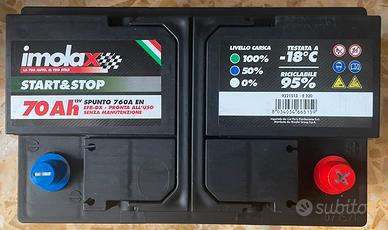 imolax
LA TUA AUTO, IL TUO STILE
START&STOP
70Ah 12V SPUNTO 760A EN
EFB-DX - PRONTA ALL'USO
SENZA MANUTENZIONE
LIVELLO CARICA
100%
50%
0%
TESTATA A
-18°C
RICICLABILE
95%
subito